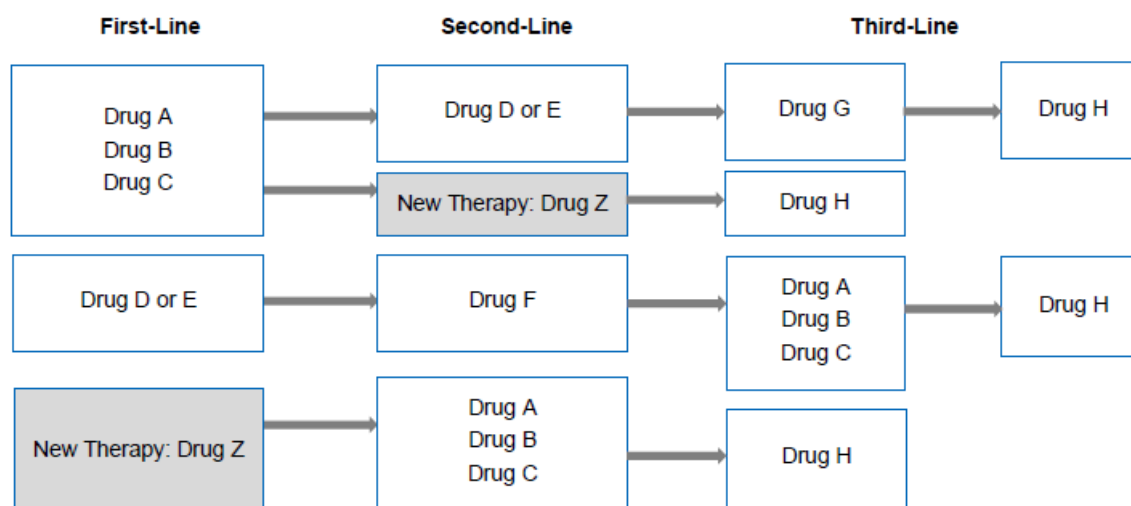 First-Line
Second-Line
Third-Line
Drug A
Drug B
Drug C
Drug D or E
Drug G
Drug H
New Therapy: Drug Z
Drug H
Drug D or E
Drug F
Drug A
Drug B
Drug C
Drug H
New Therapy: Drug Z
Drug A
Drug B
Drug C
Drug H